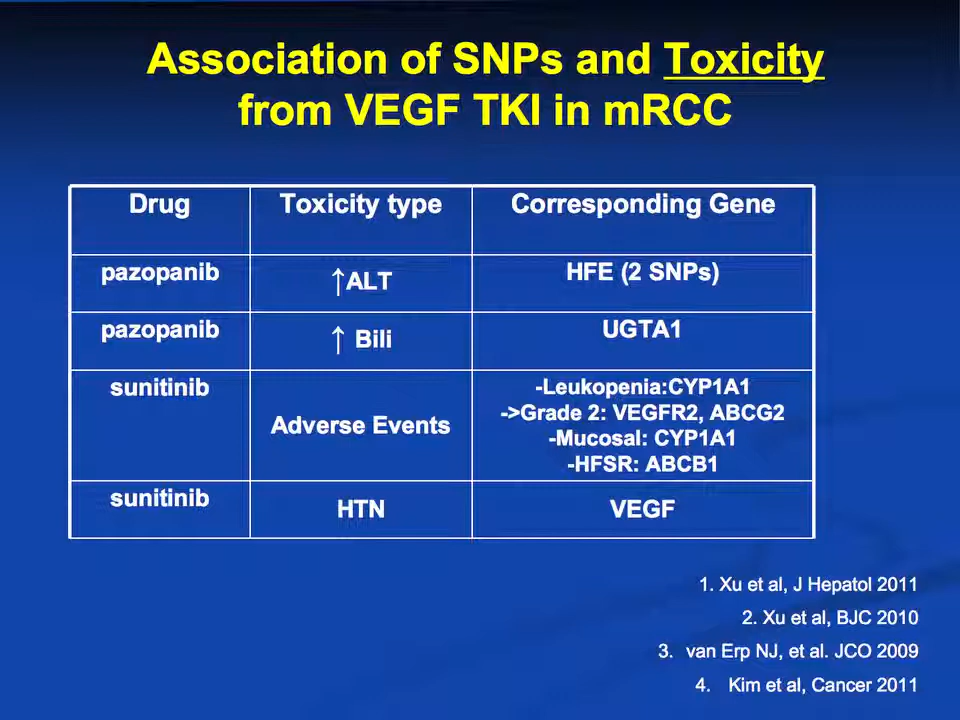 Association of SNPs and Toxicity
from VEGF TKI in mRCC
Drug Toxicity type Corresponding Gene
pazopanib ↑ALT HFE (2 SNPs)
pazopanib ↑ Bili UGTA1
sunitinib Adverse Events -Leukopenia:CYP1A1
->Grade 2: VEGFR2, ABCG2
-Mucosal: CYP1A1
-HFSR: ABCB1
sunitinib HTN VEGF
1. Xu et al, J Hepatol 2011
2. Xu et al, BJC 2010
3. van Erp NJ, et al. JCO 2009
4. Kim et al, Cancer 2011